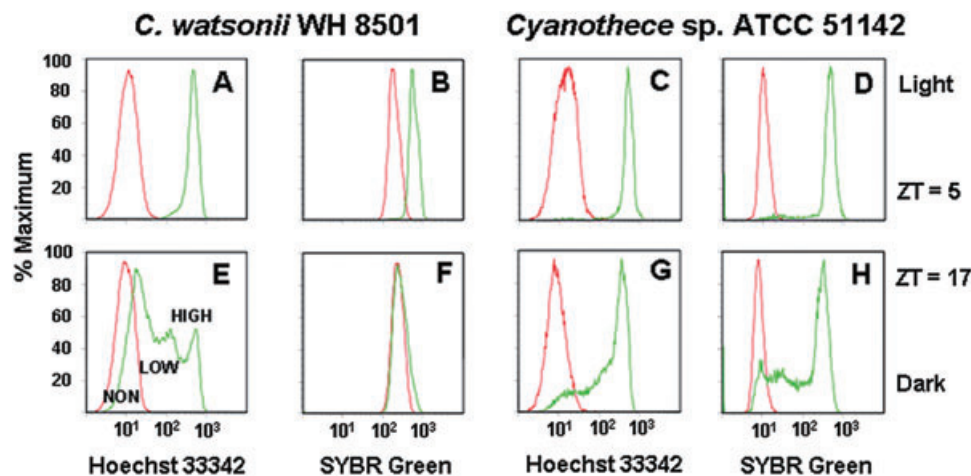 C. watsonii WH 8501
Cyanothece sp. ATCC 51142
% Maximum
100
80
60
40
20
A
B
C
D
Light
ZT = 5
100
80
60
40
20
E
NON
LOW
HIGH
F
G
H
ZT = 17
Dark
10¹ 10² 10³
10¹ 10² 10³
10¹ 10² 10³
10¹ 10² 10³
Hoechst 33342
SYBR Green
Hoechst 33342
SYBR Green